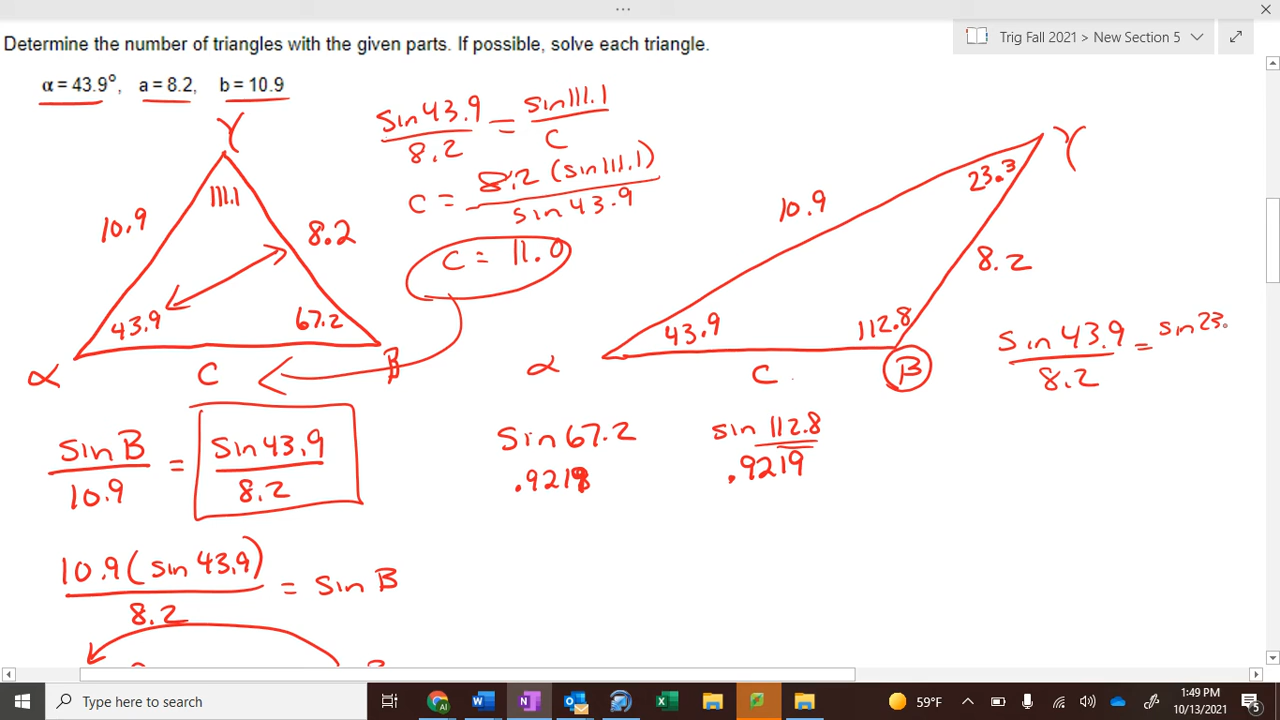 Trig Fall 2021 > New Section 5
Determine the number of triangles with the given parts. If possible, solve each triangle.
α = 43.9°, a = 8.2, b = 10.9
γ
111.1
10.9
8.2
43.9
67.2
α
C
B
sin 43.9 / 8.2 = sin 111.1 / C
C = 8.2 (sin 111.1) / sin 43.9
C = 11.0
γ
23.3
10.9
8.2
43.9
112.8
α
C
β
sin 43.9 / 8.2 = sin 23.
sin B / 10.9 = sin 43.9 / 8.2
sin 67.2
sin 112.8
.9219
10.9 (sin 43.9) / 8.2 = sin B
Type here to search
59°F
1:49 PM
10/13/2021
5